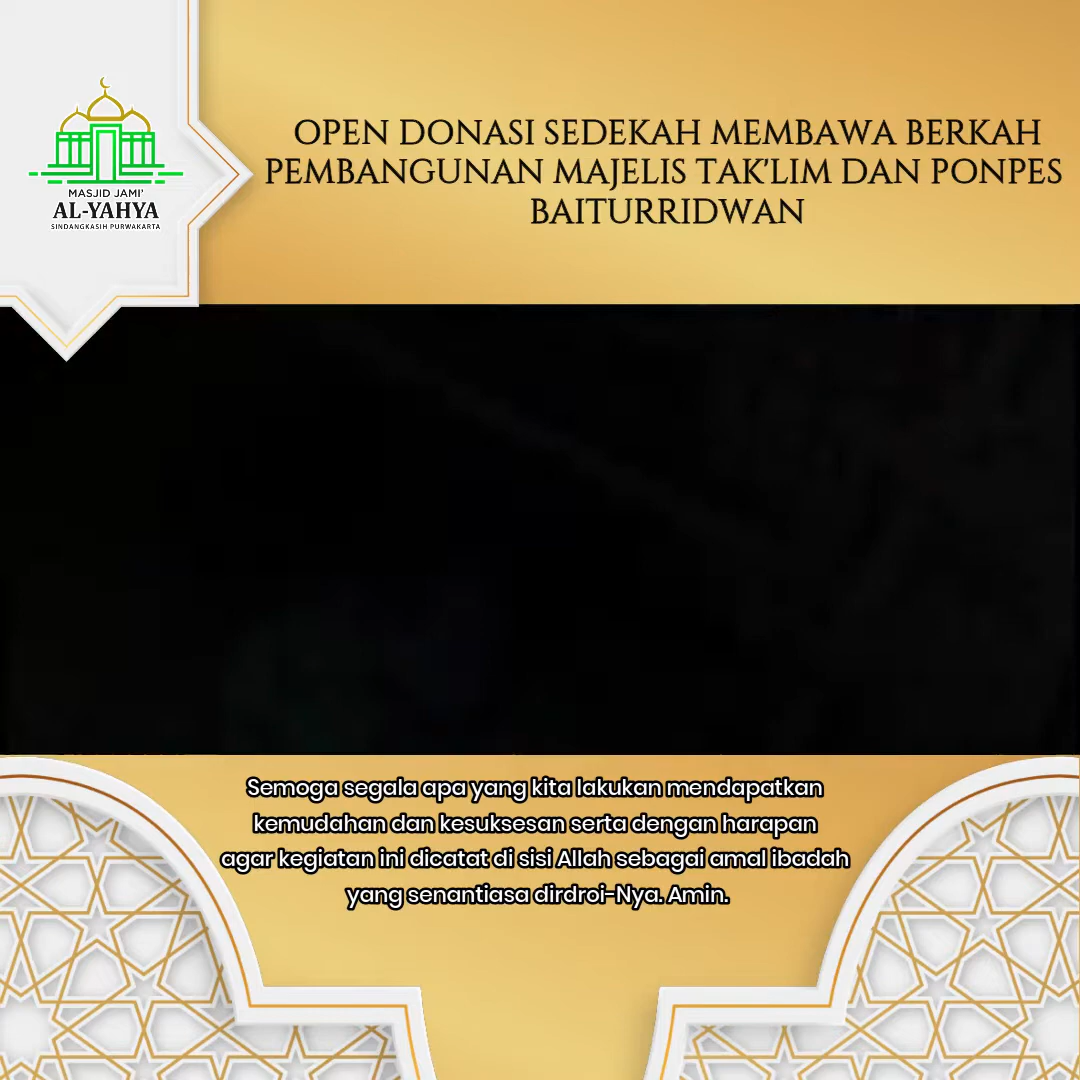 MASJID JAMI'
AL-YAHYA
SINDANGKASIH PURWAKARTA
OPEN DONASI SEDEKAH MEMBAWA BERKAH
PEMBANGUNAN MAJELIS TAK'LIM DAN PONPES
BAITURRIDWAN
Semoga segala apa yang kita lakukan mendapatkan
kemudahan dan kesuksesan serta dengan harapan
agar kegiatan ini dicatat di sisi Allah sebagai amal ibadah
yang senantiasa dirdroi-Nya. Amin.